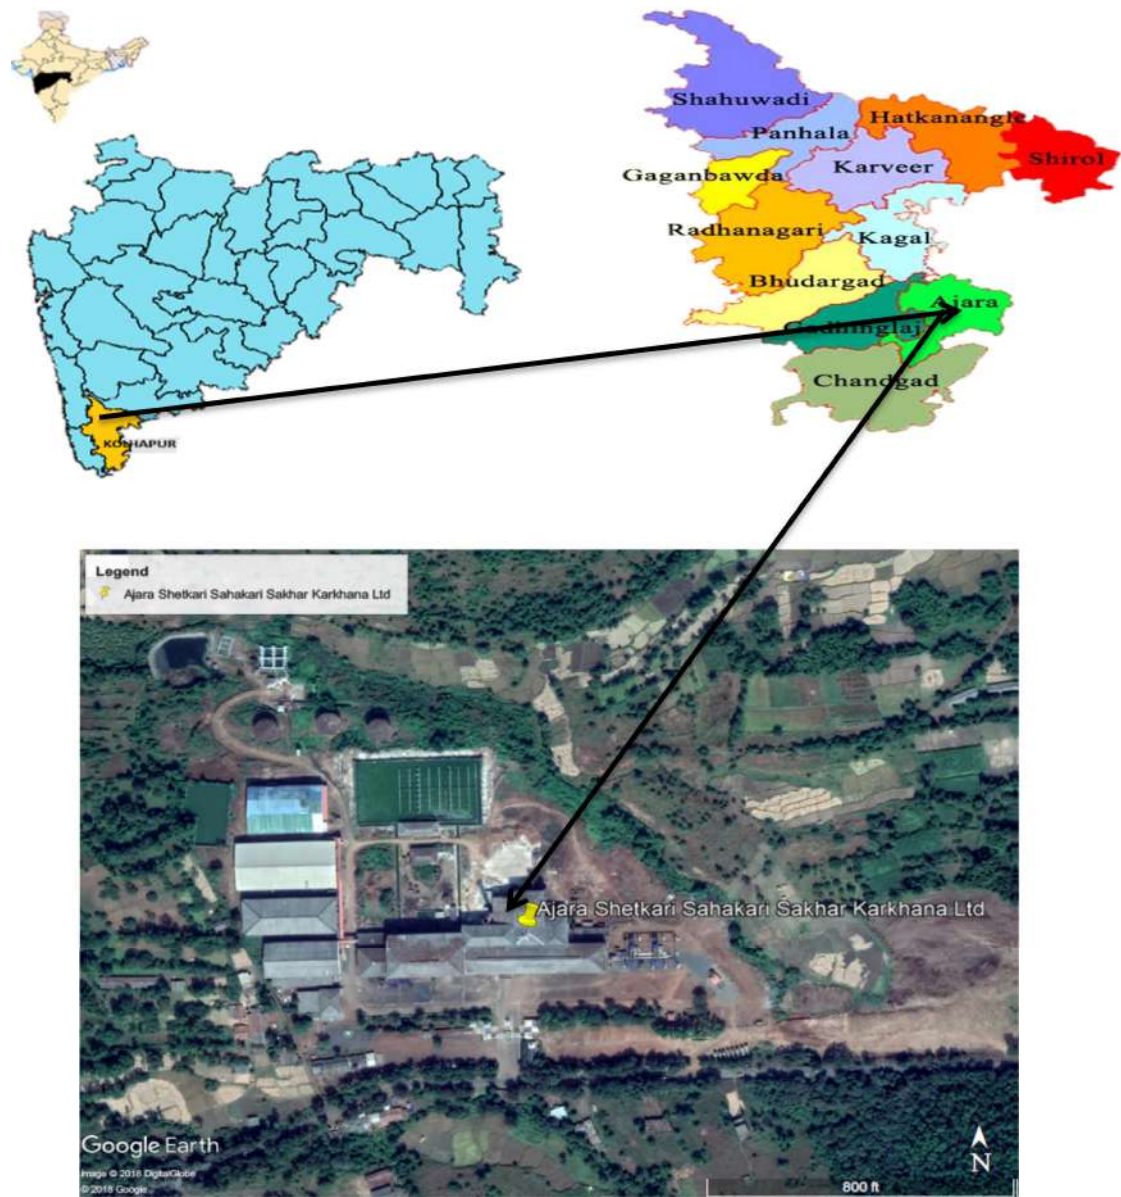 Shahuwadi
Hatkanangle
Panhala
Shirol
Karveer
Gaganbawda
Radhanagari
Kagal
Bhudargad
Ajara
Gadhinglaj
Chandgad
KOLHAPUR
Legend
Ajara Shetkari Sahakari Sakhar Karkhana Ltd
Ajara Shetkari Sahakari Sakhar Karkhana Ltd
Google Earth
Image © 2018 DigitalGlobe
© 2018 Google
N
800 ft